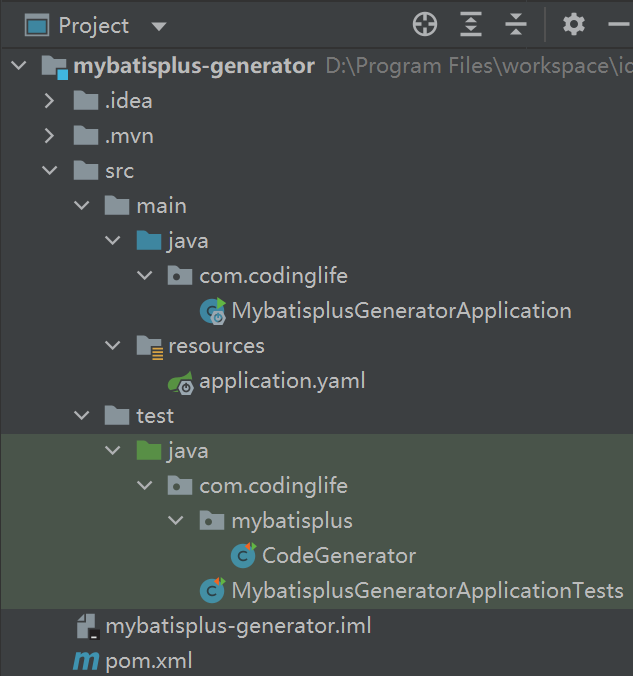 Project
mybatisplus-generator D:\Program Files\workspace\id
.idea
.mvn
src
main
java
com.codinglife
MybatisplusGeneratorApplication
resources
application.yaml
test
java
com.codinglife
mybatisplus
CodeGenerator
MybatisplusGeneratorApplicationTests
mybatisplus-generator.iml
pom.xml